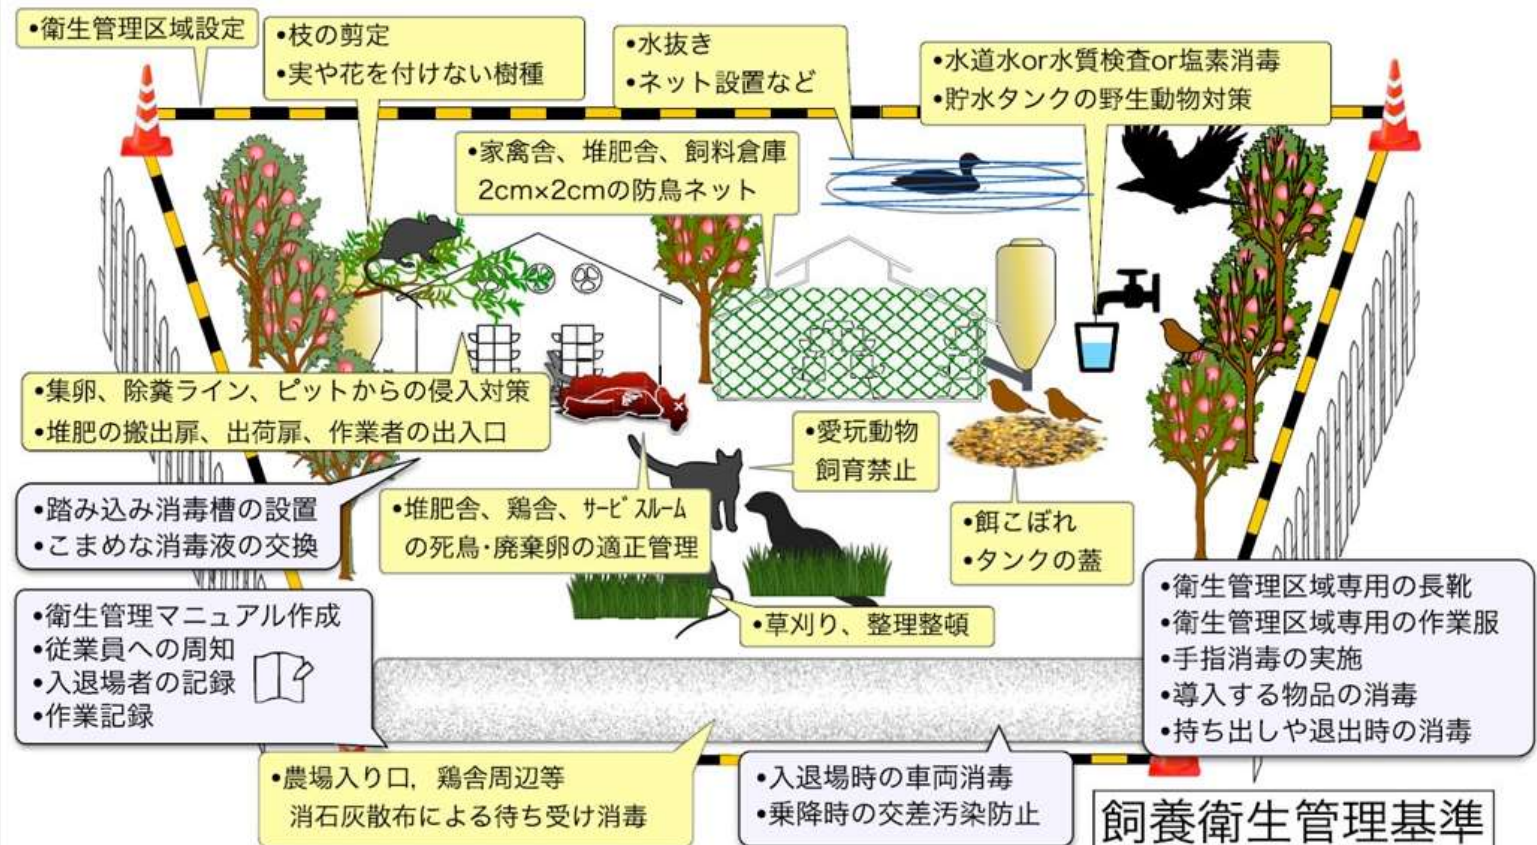 •衛生管理区域設定
•枝の剪定
•実や花を付けない樹種
•水抜き
•ネット設置など
•水道水or水質検査or塩素消毒
•貯水タンクの野生動物対策
•家禽舎、堆肥舎、飼料倉庫
2cm×2cmの防鳥ネット
•集卵、除糞ライン、ピットからの侵入対策
•堆肥の搬出扉、出荷扉、作業者の出入口
•愛玩動物
飼育禁止
•踏み込み消毒槽の設置
•こまめな消毒液の交換
•堆肥舎、鶏舎、ｻｰﾋﾞｽﾙｰﾑ
の死鳥･廃棄卵の適正管理
•餌こぼれ
•タンクの蓋
•衛生管理マニュアル作成
•従業員への周知
•入退場者の記録
•作業記録
•草刈り、整理整頓
•衛生管理区域専用の長靴
•衛生管理区域専用の作業服
•手指消毒の実施
•導入する物品の消毒
•持ち出しや退出時の消毒
•農場入り口，鶏舎周辺等
消石灰散布による待ち受け消毒
•入退場時の車両消毒
•乗降時の交差汚染防止
飼養衛生管理基準